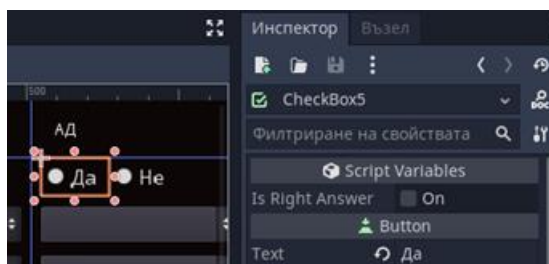 Инспектор Възел
CheckBox5
DOC
Филтриране на свойствата
500
АД
Да Не
Script Variables
Is Right Answer On
Button
Text Да